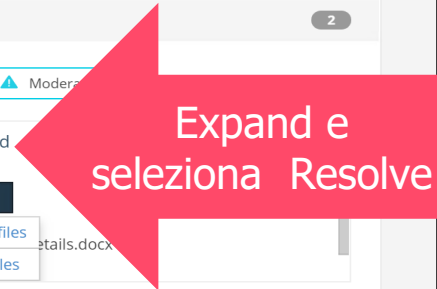 2
Modera
d
Expand e
seleziona Resolve
files
etails.docx
les